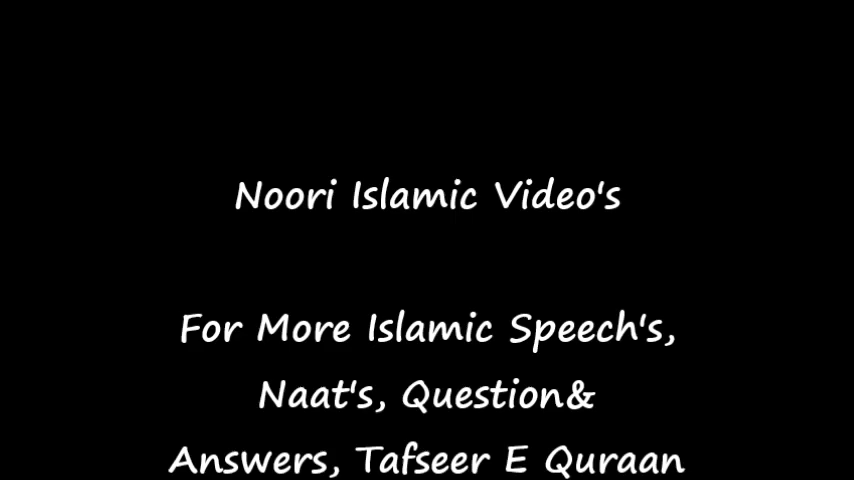 Noori Islamic Video's
For More Islamic Speech's,
Naat's, Question&
Answers, Tafseer E Quraan